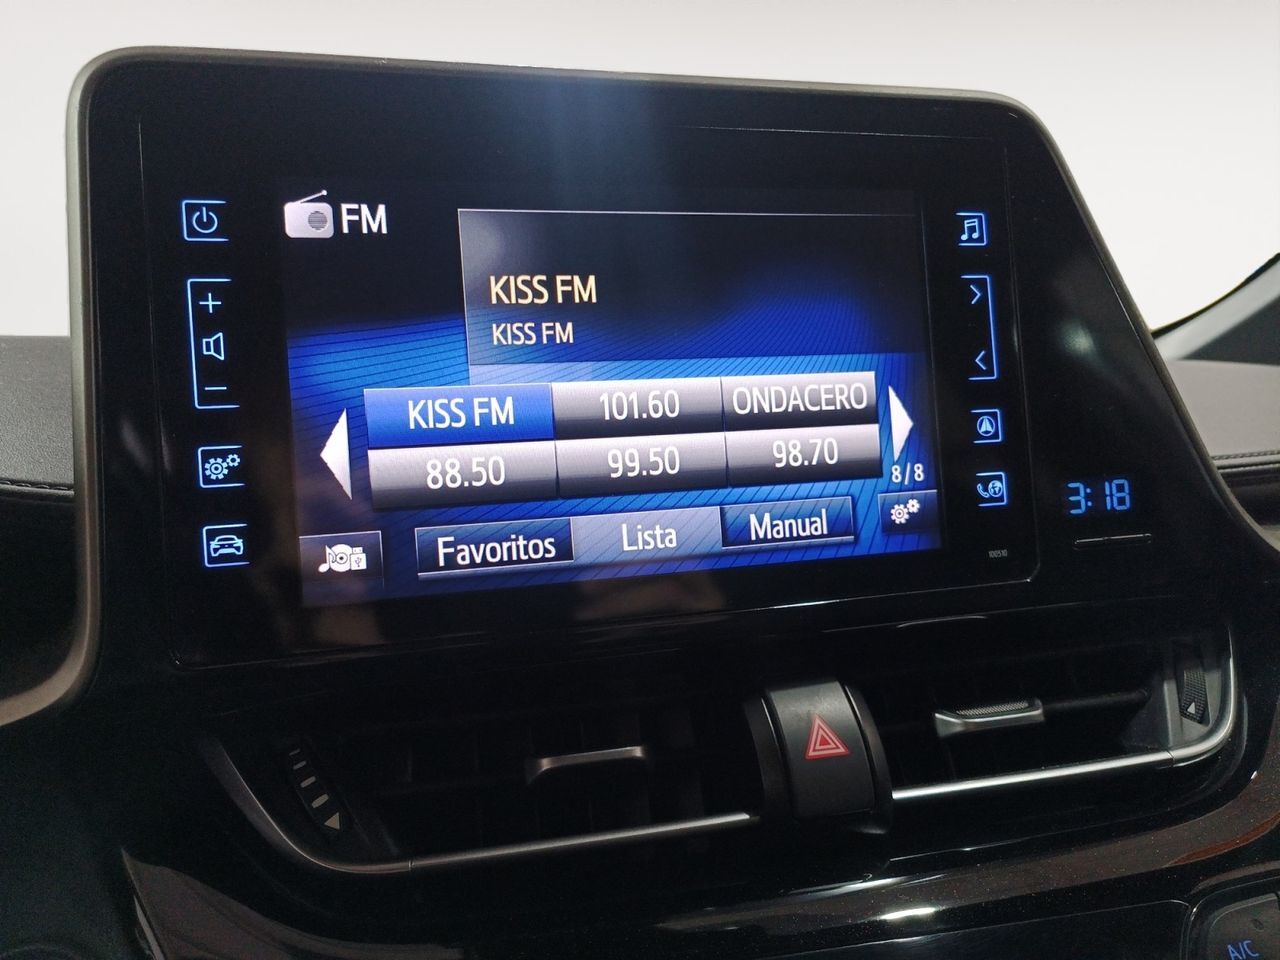 FM
KISS FM
KISS FM
KISS FM 101.60 ONDACERO
88.50 99.50 98.70
8/8
Favoritos Lista Manual
3:18
100510
A/C